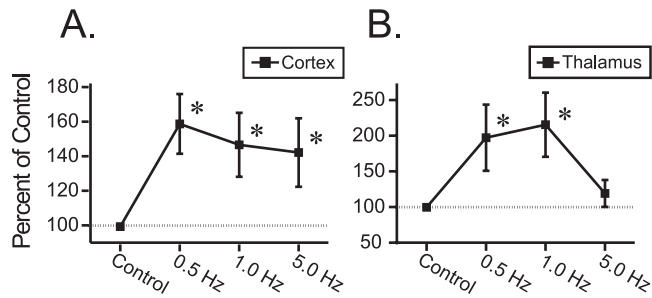 A.
Cortex
Percent of Control
180
160
140
120
100
*
*
*
Control
0.5 Hz
1.0 Hz
5.0 Hz
B.
Thalamus
250
200
150
100
50
*
*
Control
0.5 Hz
1.0 Hz
5.0 Hz